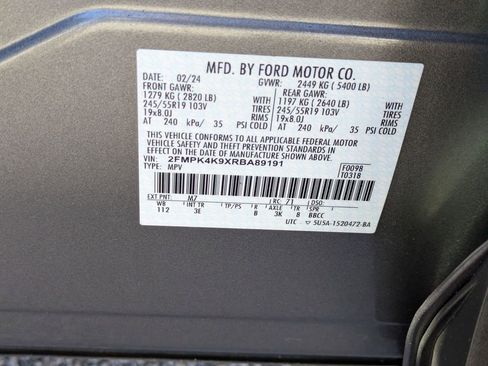 MFD. BY FORD MOTOR CO.
DATE: 02/24 GVWR: 2449 KG ( 5400 LB)
FRONT GAWR: REAR GAWR:
1279 KG ( 2820 LB) WITH 1197 KG ( 2640 LB) WITH
245/55R19 103V TIRES 245/55R19 103V TIRES
19x8.0J RIMS 19x8.0J RIMS
AT 240 kPa/ 35 PSI COLD AT 240 kPa/ 35 PSI COLD
THIS VEHICLE CONFORMS TO ALL APPLICABLE FEDERAL MOTOR
VEHICLE SAFETY AND THEFT PREVENTION STANDARDS IN EFFECT
ON THE DATE OF MANUFACTURE SHOWN ABOVE.
VIN: 2FMPK4K9XRBA89191 F0098
TYPE: MPV T0318
EXT PNT: M7 RC: 71 DSO:
WB INT TR TP/PS R AXLE TR SPR
112 3E B 3K 8 BBCC
UTC 5U5A-1520472-BA